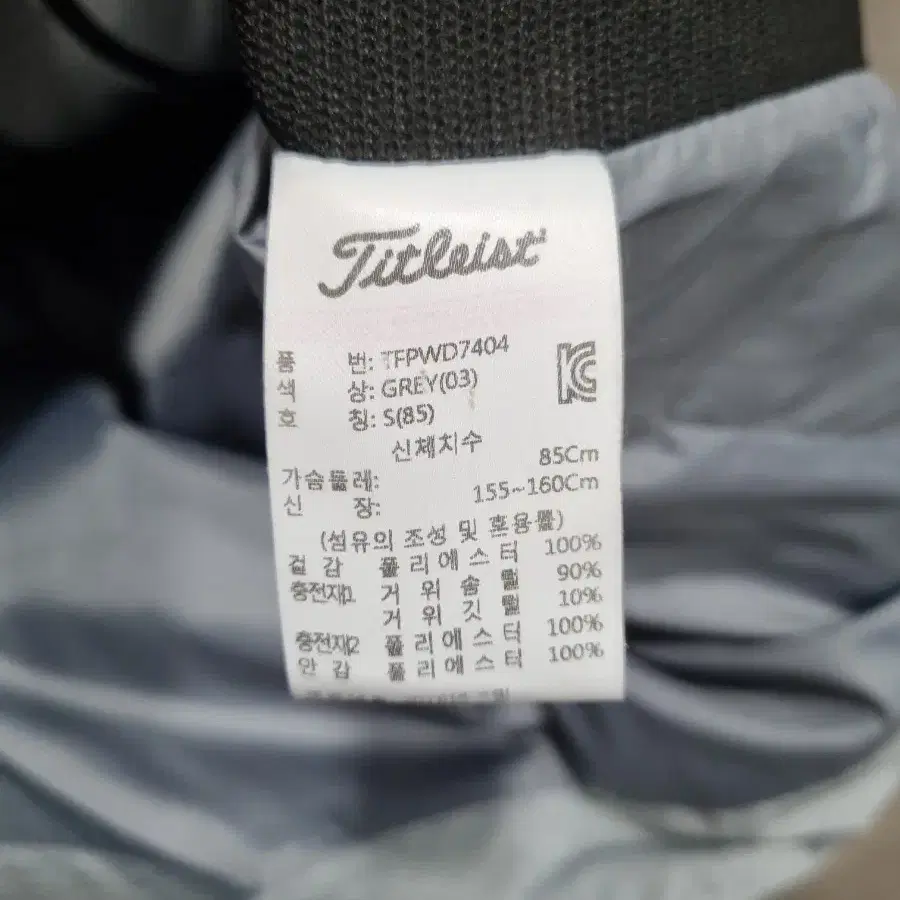 Titleist
품 번: TFPWD7404
색 상: GREY(03)
호 칭: S(85)
신체치수
가슴둘레: 85Cm
신 장: 155~160Cm
(섬유의 조성 및 혼용률)
겉 감 폴리에스터 100%
충전재1 거위솜털 90%
거위깃털 10%
충전재2 폴리에스터 100%
안 감 폴리에스터 100%